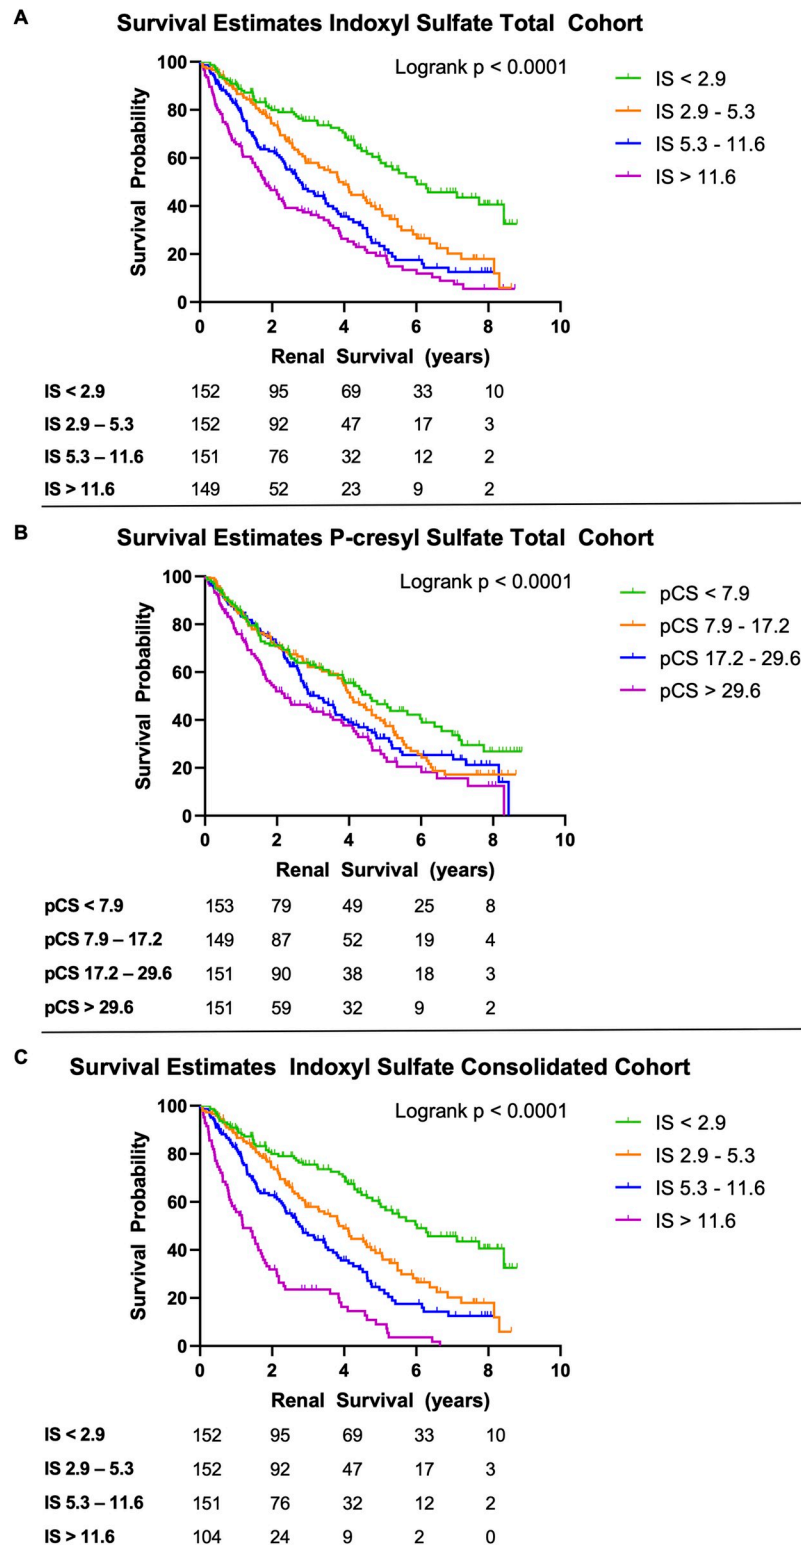 A
Survival Estimates Indoxyl Sulfate Total Cohort
Logrank p < 0.0001
IS < 2.9
IS 2.9 - 5.3
IS 5.3 - 11.6
IS > 11.6
Survival Probability
100
80
60
40
20
0
0 2 4 6 8 10
Renal Survival (years)
IS < 2.9 152 95 69 33 10
IS 2.9 – 5.3 152 92 47 17 3
IS 5.3 – 11.6 151 76 32 12 2
IS > 11.6 149 52 23 9 2
B
Survival Estimates P-cresyl Sulfate Total Cohort
Logrank p < 0.0001
pCS < 7.9
pCS 7.9 - 17.2
pCS 17.2 - 29.6
pCS > 29.6
Survival Probability
100
80
60
40
20
0
0 2 4 6 8 10
Renal Survival (years)
pCS < 7.9 153 79 49 25 8
pCS 7.9 – 17.2 149 87 52 19 4
pCS 17.2 – 29.6 151 90 38 18 3
pCS > 29.6 151 59 32 9 2
C
Survival Estimates Indoxyl Sulfate Consolidated Cohort
Logrank p < 0.0001
IS < 2.9
IS 2.9 - 5.3
IS 5.3 - 11.6
IS > 11.6
Survival Probability
100
80
60
40
20
0
0 2 4 6 8 10
Renal Survival (years)
IS < 2.9 152 95 69 33 10
IS 2.9 – 5.3 152 92 47 17 3
IS 5.3 – 11.6 151 76 32 12 2
IS > 11.6 104 24 9 2 0